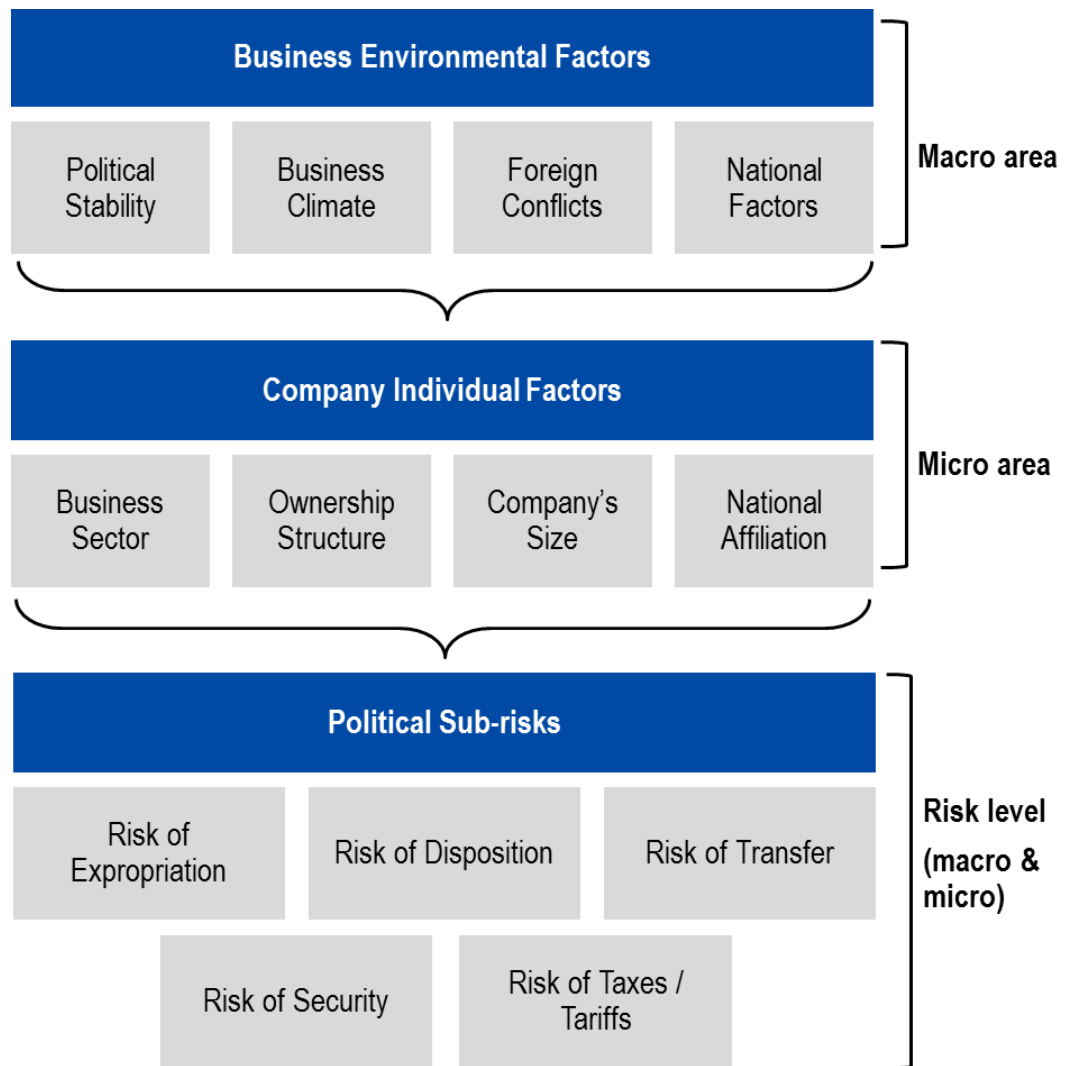 Business Environmental Factors
Political
Stability
Business
Climate
Foreign
Conflicts
National
Factors
Macro area
Company Individual Factors
Business
Sector
Ownership
Structure
Company’s
Size
National
Affiliation
Micro area
Political Sub-risks
Risk of
Expropriation
Risk of Disposition
Risk of Transfer
Risk of Security
Risk of Taxes /
Tariffs
Risk level
(macro &
micro)